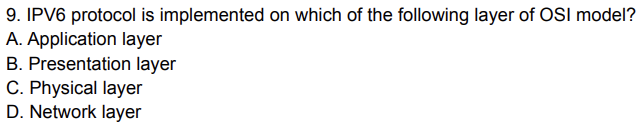 9. IPV6 protocol is implemented on which of the following layer of OSI model?
A. Application layer
B. Presentation layer
C. Physical layer
D. Network layer